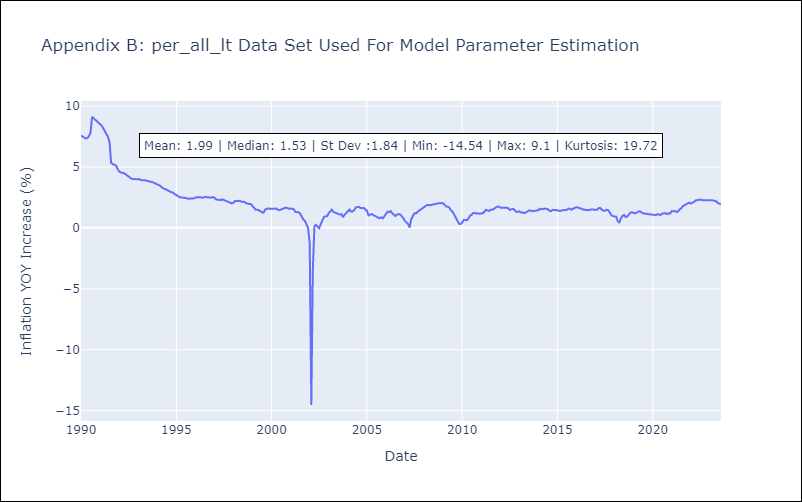 Appendix B: per_all_lt Data Set Used For Model Parameter Estimation
10
Mean: 1.99 | Median: 1.53 | St Dev :1.84 | Min: -14.54 | Max: 9.1 | Kurtosis: 19.72
5
0
−5
−10
−15
Inflation YOY Increase (%)
1990 1995 2000 2005 2010 2015 2020
Date